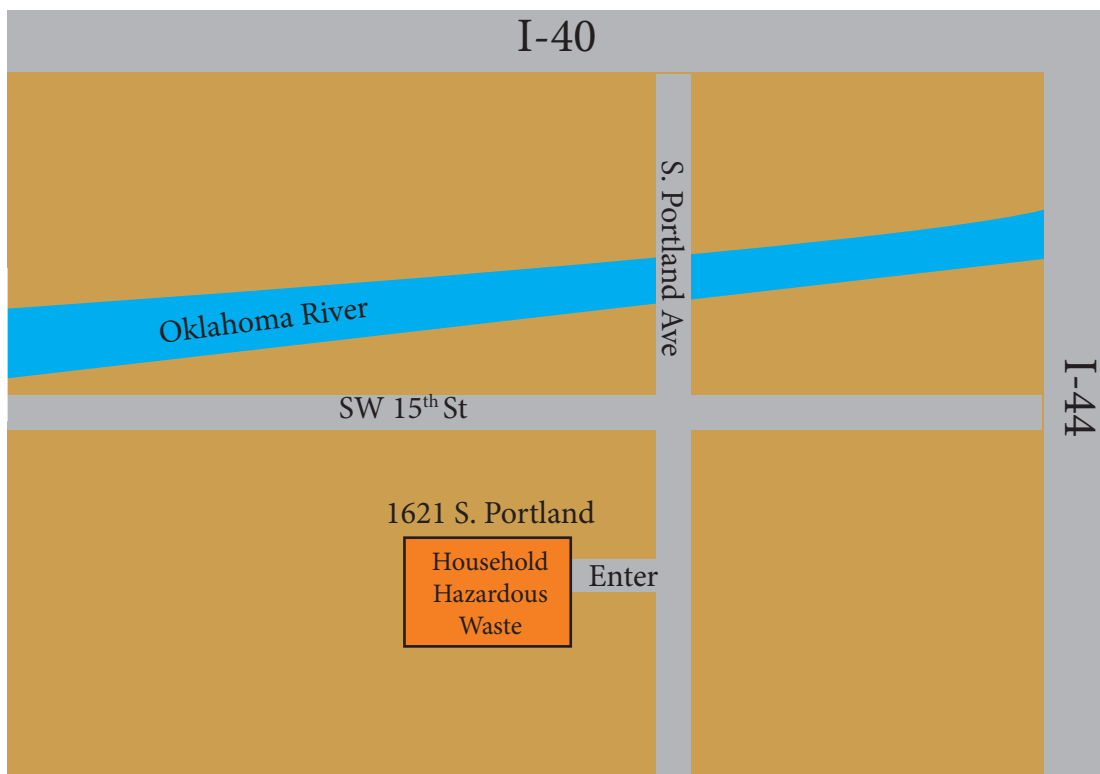 I-40
S. Portland Ave
Oklahoma River
I-44
SW 15th St
1621 S. Portland
Household
Hazardous
Waste
Enter